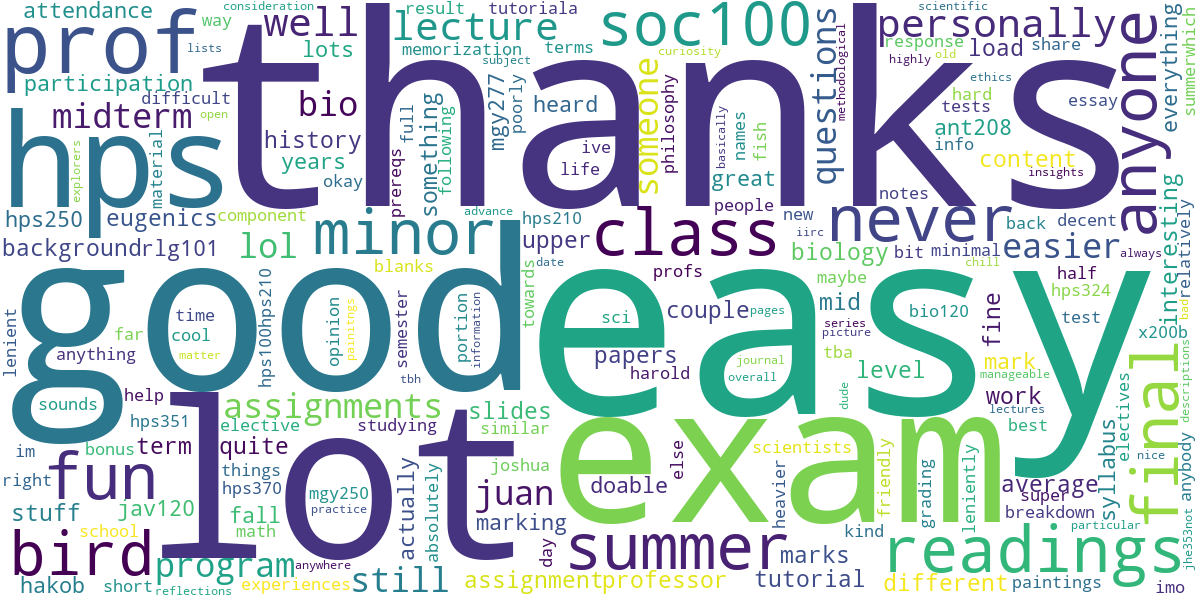 attendance
way
consideration
result
tutoriala
scientific
prof
lists
well
lots
lecture
memorization
terms
soc100
curiosity
personally
response
load
share
highly
old
participation
difficult
open
midterm
bio
thanks
heard
subject
mgy277
poorly
full
philosophy
names
basically
fish
someone
questions
methodological
hard
tests
ethics
essay
ant208
info
content
insights
anyone
everything
summerwhich
hps
explorers
material
history
years
okay
prereqs
something
following
ive
life
great
notes
hps250
eugenics
component
advance
hps210
people
new
iirc
never
back
decent
backgroundrlg101
lol
minor
upper
class
biology
bit
minimal
easier
always
interesting
relatively
bad
blanks
date
towards
profs
maybe
chill
half
hps324
good
time
cool
matter
hps100hps210
opinion
painitngs
semester
portion
information
easy
sci
couple
mid
bio120
series
picture
pages
fine
test
x200b
lenient
far
anything
tbh
papers
harold
tba
journal
overall
level
mark
manageable
descriptions
sounds
help
assignments
slides
similar
dude
work
lectures
best
final
electives
hps351
elective
studying
lot
exam
im
bonus
term
quite
joshua
else
scientists
friendly
syllabus
nice
anybody
right
fun
things
hps370
mgy250
practice
actually
absolutely
juan
doable
heavier
grading
leniently
average
super
breakdown
stuff
jav120
fall
math
marking
kind
particular
school
bird
program
anywhere
day
summer
marks
readings
jhe353not
hakob
short
reflections
experiences
still
assignmentprofessor
tutorial
different
paintings
imo